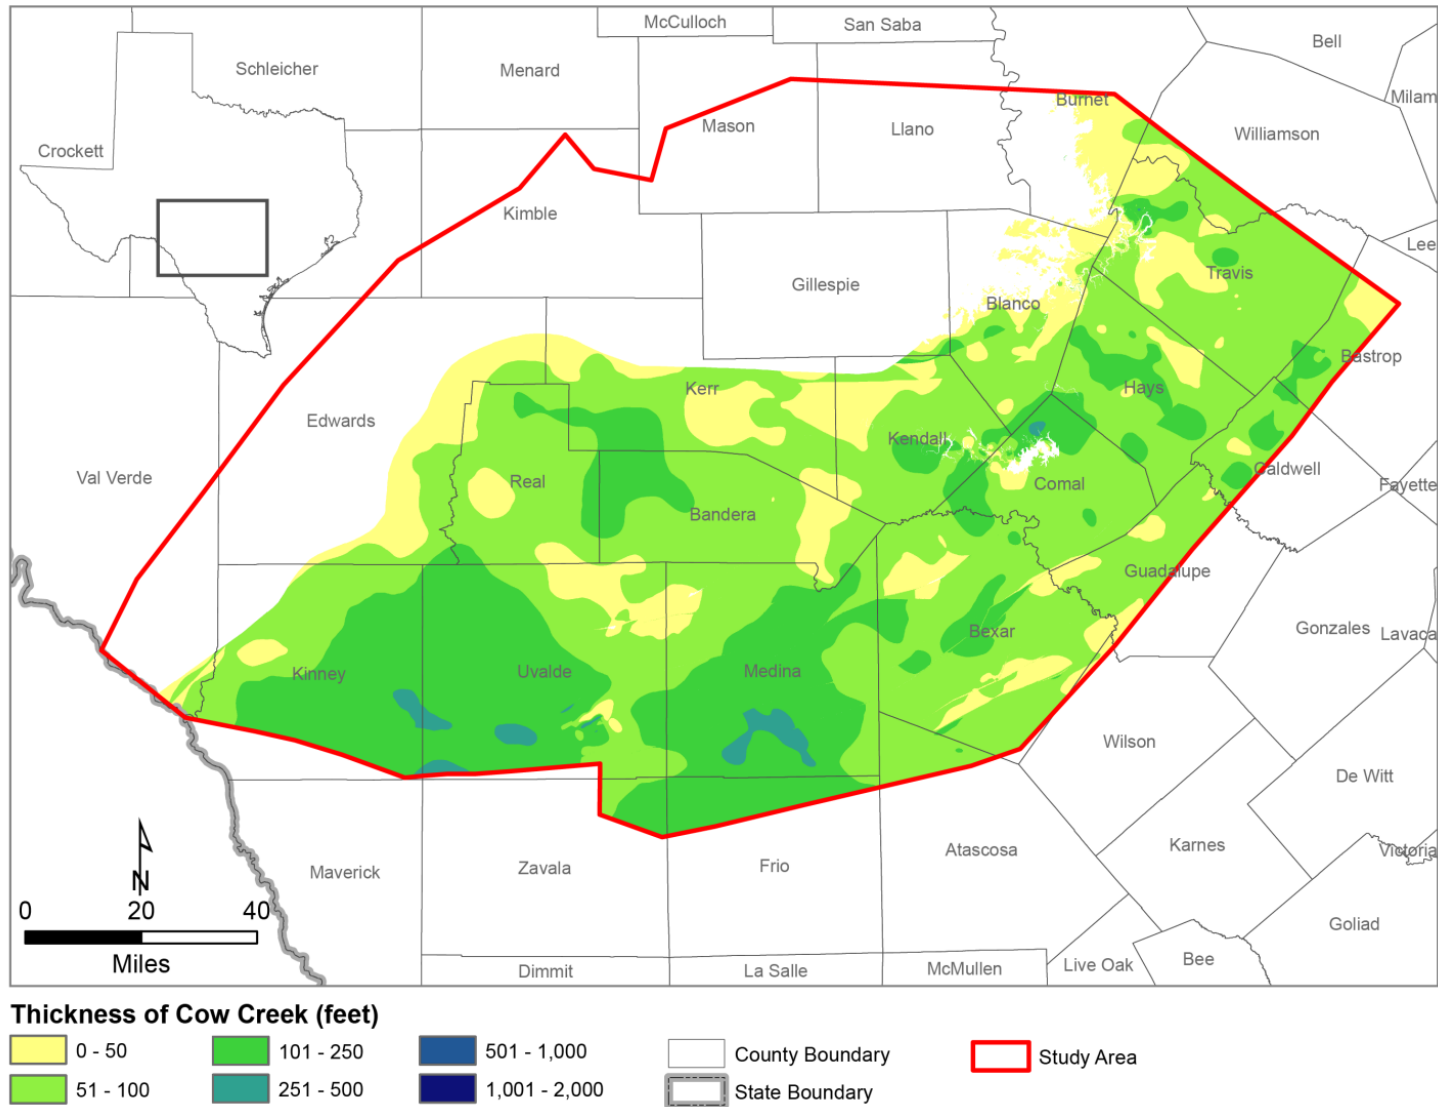 McCulloch
San Saba
Bell
Schleicher
Menard
Milam
Burnet
Mason
Llano
Williamson
Crockett
Kimble
Lee
Travis
Gillespie
Blanco
Bastrop
Kerr
Hays
Edwards
Kendall
Caldwell
Val Verde
Real
Comal
Fayette
Bandera
Guadalupe
Gonzales
Lavaca
Bexar
Kinney
Uvalde
Medina
Wilson
De Witt
Karnes
Victoria
Atascosa
Maverick
Zavala
Frio
N
0 20 40
Miles
Goliad
Dimmit
La Salle
McMullen
Live Oak
Bee
Thickness of Cow Creek (feet)
0 - 50
101 - 250
501 - 1,000
County Boundary
Study Area
51 - 100
251 - 500
1,001 - 2,000
State Boundary